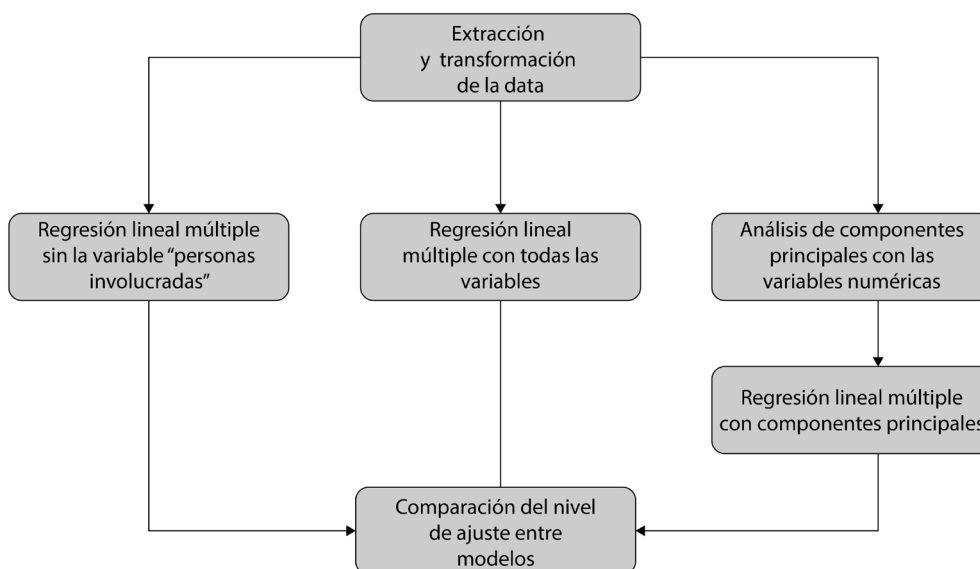 Extracción
y transformación
de la data
Regresión lineal múltiple
sin la variable “personas
involucradas”
Regresión lineal
múltiple con todas las
variables
Análisis de componentes
principales con las
variables numéricas
Regresión lineal múltiple
con componentes principales
Comparación del nivel
de ajuste entre
modelos